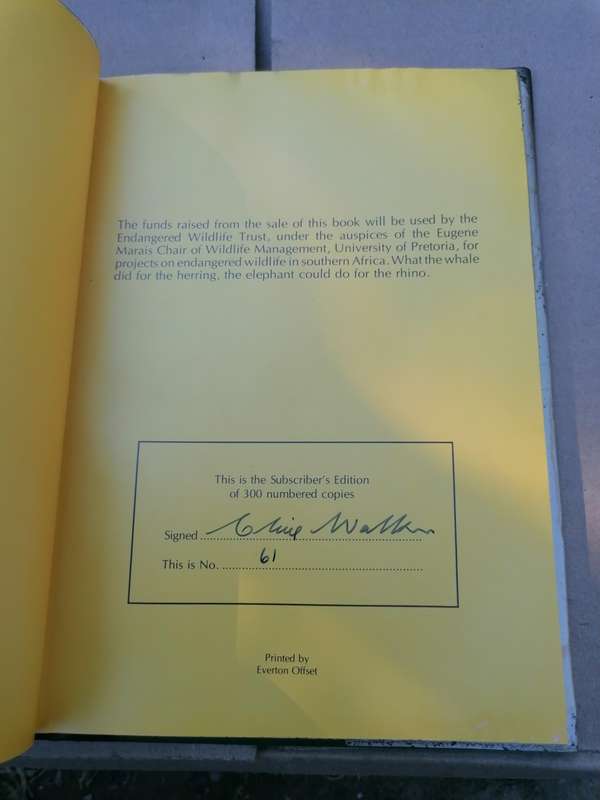 The funds raised from the sale of this book will be used by the
Endangered Wildlife Trust, under the auspices of the Eugene
Marais Chair of Wildlife Management, University of Pretoria, for
projects on endangered wildlife in southern Africa. What the whale
did for the herring, the elephant could do for the rhino.
This is the Subscriber's Edition
of 300 numbered copies
Signed Clive Walker
This is No. 61
Printed by
Everton Offset